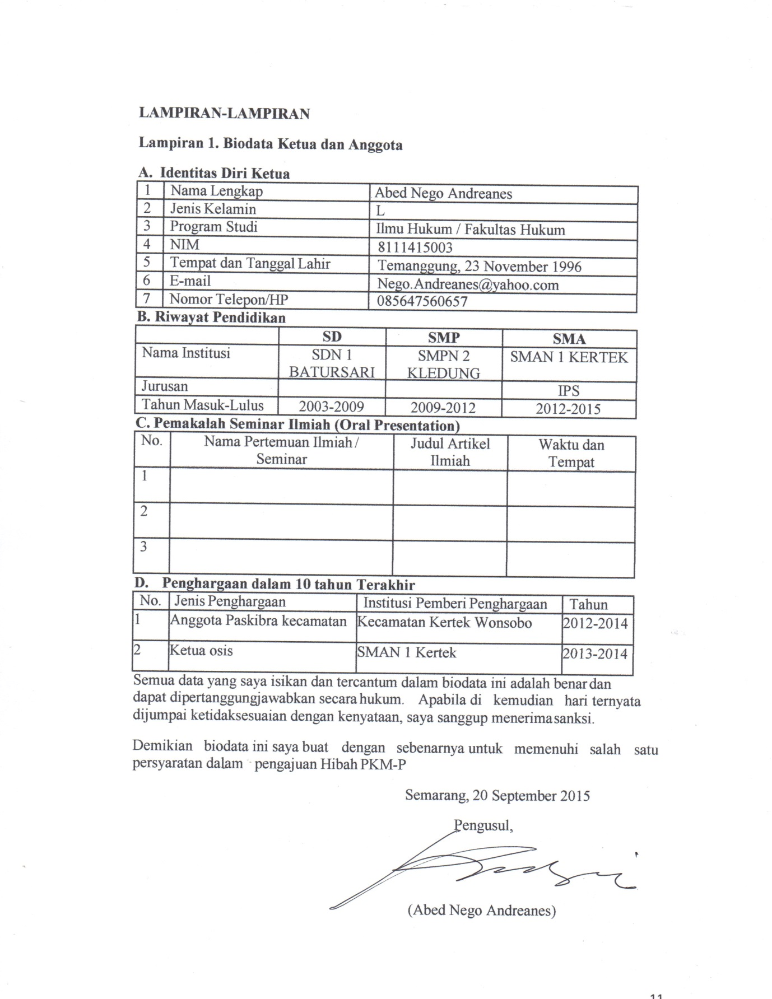 LAMPIRAN-LAMPIRAN
Lampiran 1. Biodata Ketua dan Anggota
A. Identitas Diri Ketua
1 Nama Lengkap Abed Nego Andreanes
2 Jenis Kelamin L
3 Program Studi Ilmu Hukum / Fakultas Hukum
4 NIM 8111415003
5 Tempat dan Tanggal Lahir Temanggung, 23 November 1996
6 E-mail Nego.Andreanes@yahoo.com
7 Nomor Telepon/HP 085647560657
B. Riwayat Pendidikan
SD SMP SMA
Nama Institusi SDN 1 SMPN 2 SMAN 1 KERTEK
BATURSARI KLEDUNG
Jurusan IPS
Tahun Masuk-Lulus 2003-2009 2009-2012 2012-2015
C. Pemakalah Seminar Ilmiah (Oral Presentation)
No. Nama Pertemuan Ilmiah / Judul Artikel Waktu dan
Seminar Ilmiah Tempat
1
2
3
D. Penghargaan dalam 10 tahun Terakhir
No. Jenis Penghargaan Institusi Pemberi Penghargaan Tahun
1 Anggota Paskibra kecamatan Kecamatan Kertek Wonsobo 2012-2014
2 Ketua osis SMAN 1 Kertek 2013-2014
Semua data yang saya isikan dan tercantum dalam biodata ini adalah benar dan
dapat dipertanggungjawabkan secara hukum. Apabila di kemudian hari ternyata
dijumpai ketidaksesuaian dengan kenyataan, saya sanggup menerima sanksi.
Demikian biodata ini saya buat dengan sebenarnya untuk memenuhi salah satu
persyaratan dalam pengajuan Hibah PKM-P
Semarang, 20 September 2015
Pengusul,
(Abed Nego Andreanes)